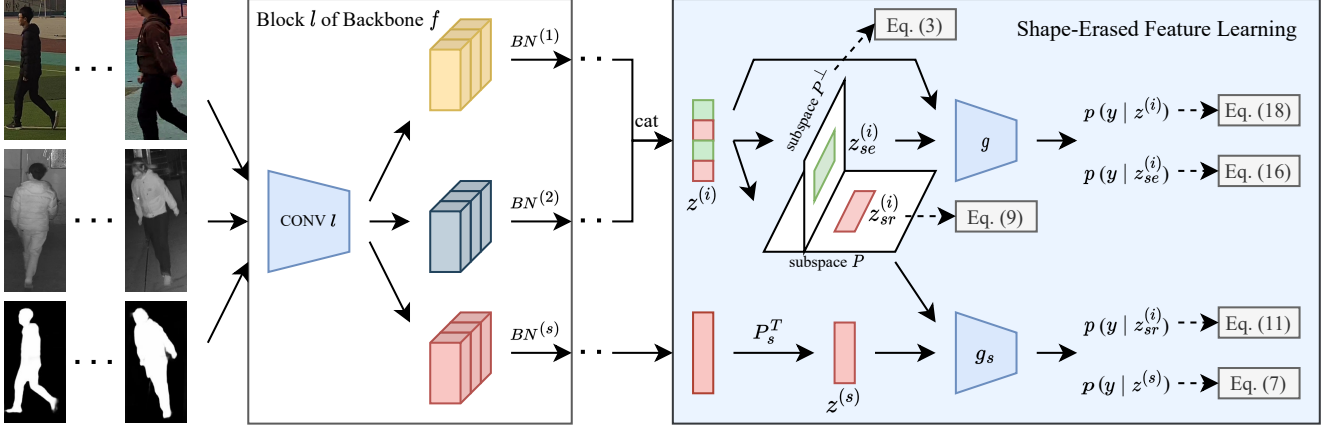 Block l of Backbone f
BN^(1)
· ·
CONV l
BN^(2)
· ·
BN^(s)
· ·
cat
· · ·
· · ·
· · ·
Shape-Erased Feature Learning
Eq. (3)
subspace P^⊥
z^(i)
z_se^(i)
z_sr^(i)
subspace P
Eq. (9)
g
p (y | z^(i))
Eq. (18)
p (y | z_se^(i))
Eq. (16)
P_s^T
z^(s)
g_s
p (y | z_sr^(i))
Eq. (11)
p (y | z^(s))
Eq. (7)